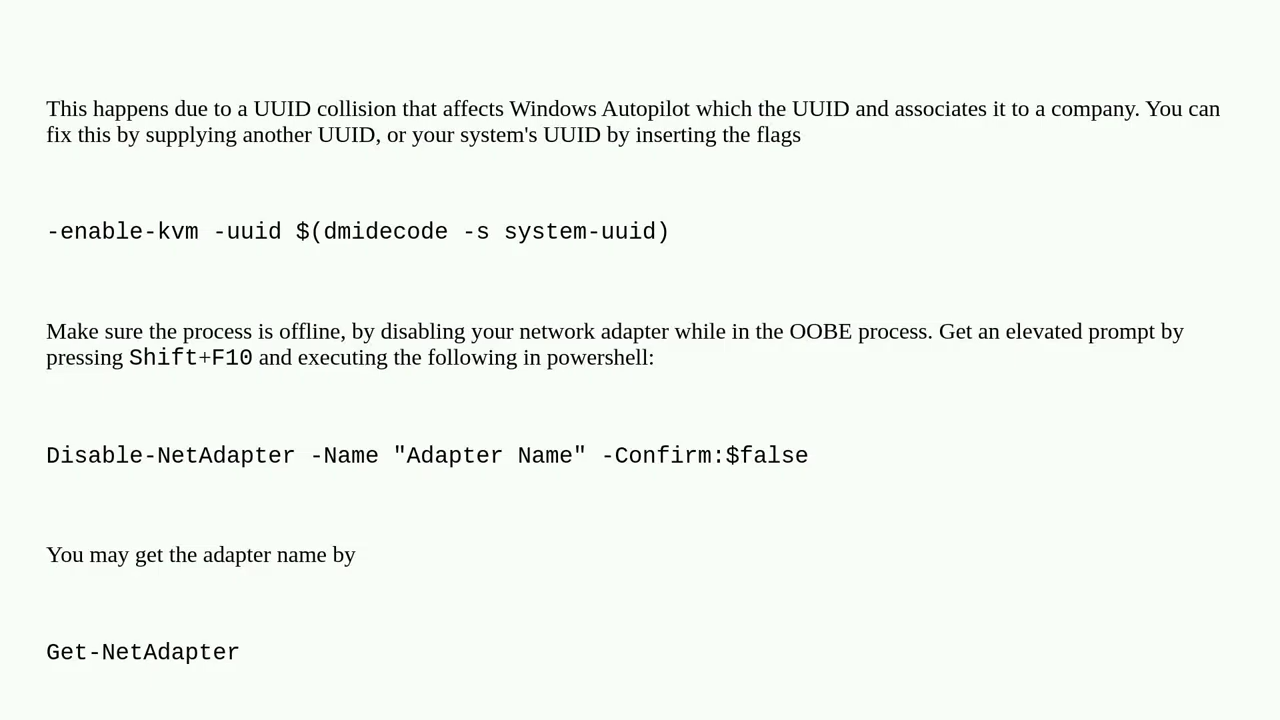 This happens due to a UUID collision that affects Windows Autopilot which the UUID and associates it to a company. You can
fix this by supplying another UUID, or your system's UUID by inserting the flags
-enable-kvm -uuid $(dmidecode -s system-uuid)
Make sure the process is offline, by disabling your network adapter while in the OOBE process. Get an elevated prompt by
pressing Shift+F10 and executing the following in powershell:
Disable-NetAdapter -Name "Adapter Name" -Confirm:$false
You may get the adapter name by
Get-NetAdapter